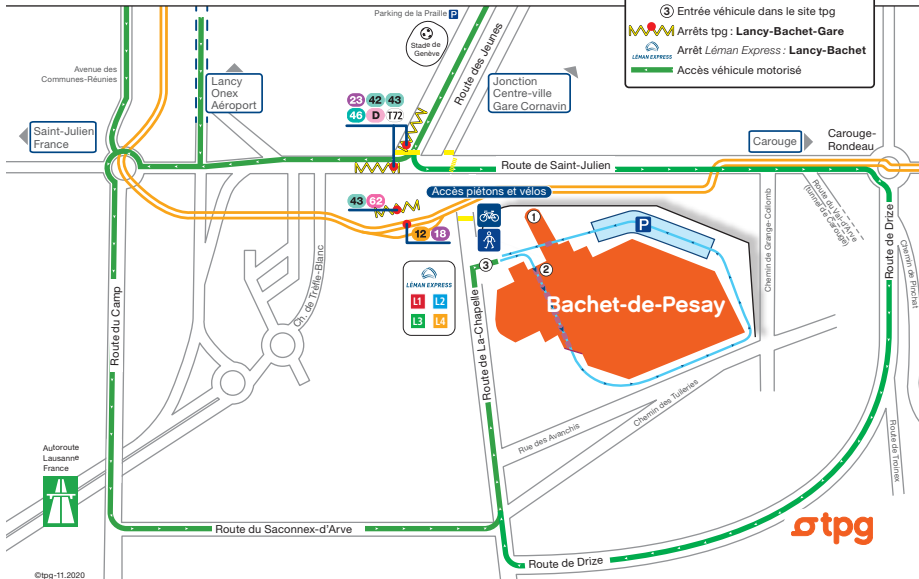 ③ Entrée véhicule dans le site tpg
Arrêts tpg : Lancy-Bachet-Gare
LÉMAN EXPRESS
Arrêt Léman Express : Lancy-Bachet
Accès véhicule motorisé
Parking de la Praille P
Stade de
Genève
Route des Jeunes
Avenue des
Communes-Réunies
Lancy
Onex
Aéroport
Jonction
Centre-ville
Gare Cornavin
23 42 43
46 D T72
Saint-Julien
France
Carouge
Carouge-
Rondeau
Route de Saint-Julien
Accès piétons et vélos
43 62
12 18
1
P
3
2
Bachet-de-Pesay
LÉMAN EXPRESS
L1 L2
L3 L4
Ch. de Trèfle-Blanc
Route du Camp
Route de La-Chapelle
Chemin de Grange-Collomb
Route du Val-d'Arve
(tunnel de Carouge)
Route de Drize
Chemin de Pinchat
Chemin des Tuileries
Rue des Avanchis
Route de Troinex
Autoroute
Lausanne
France
Route du Saconnex-d'Arve
Route de Drize
tpg
©tpg-11.2020